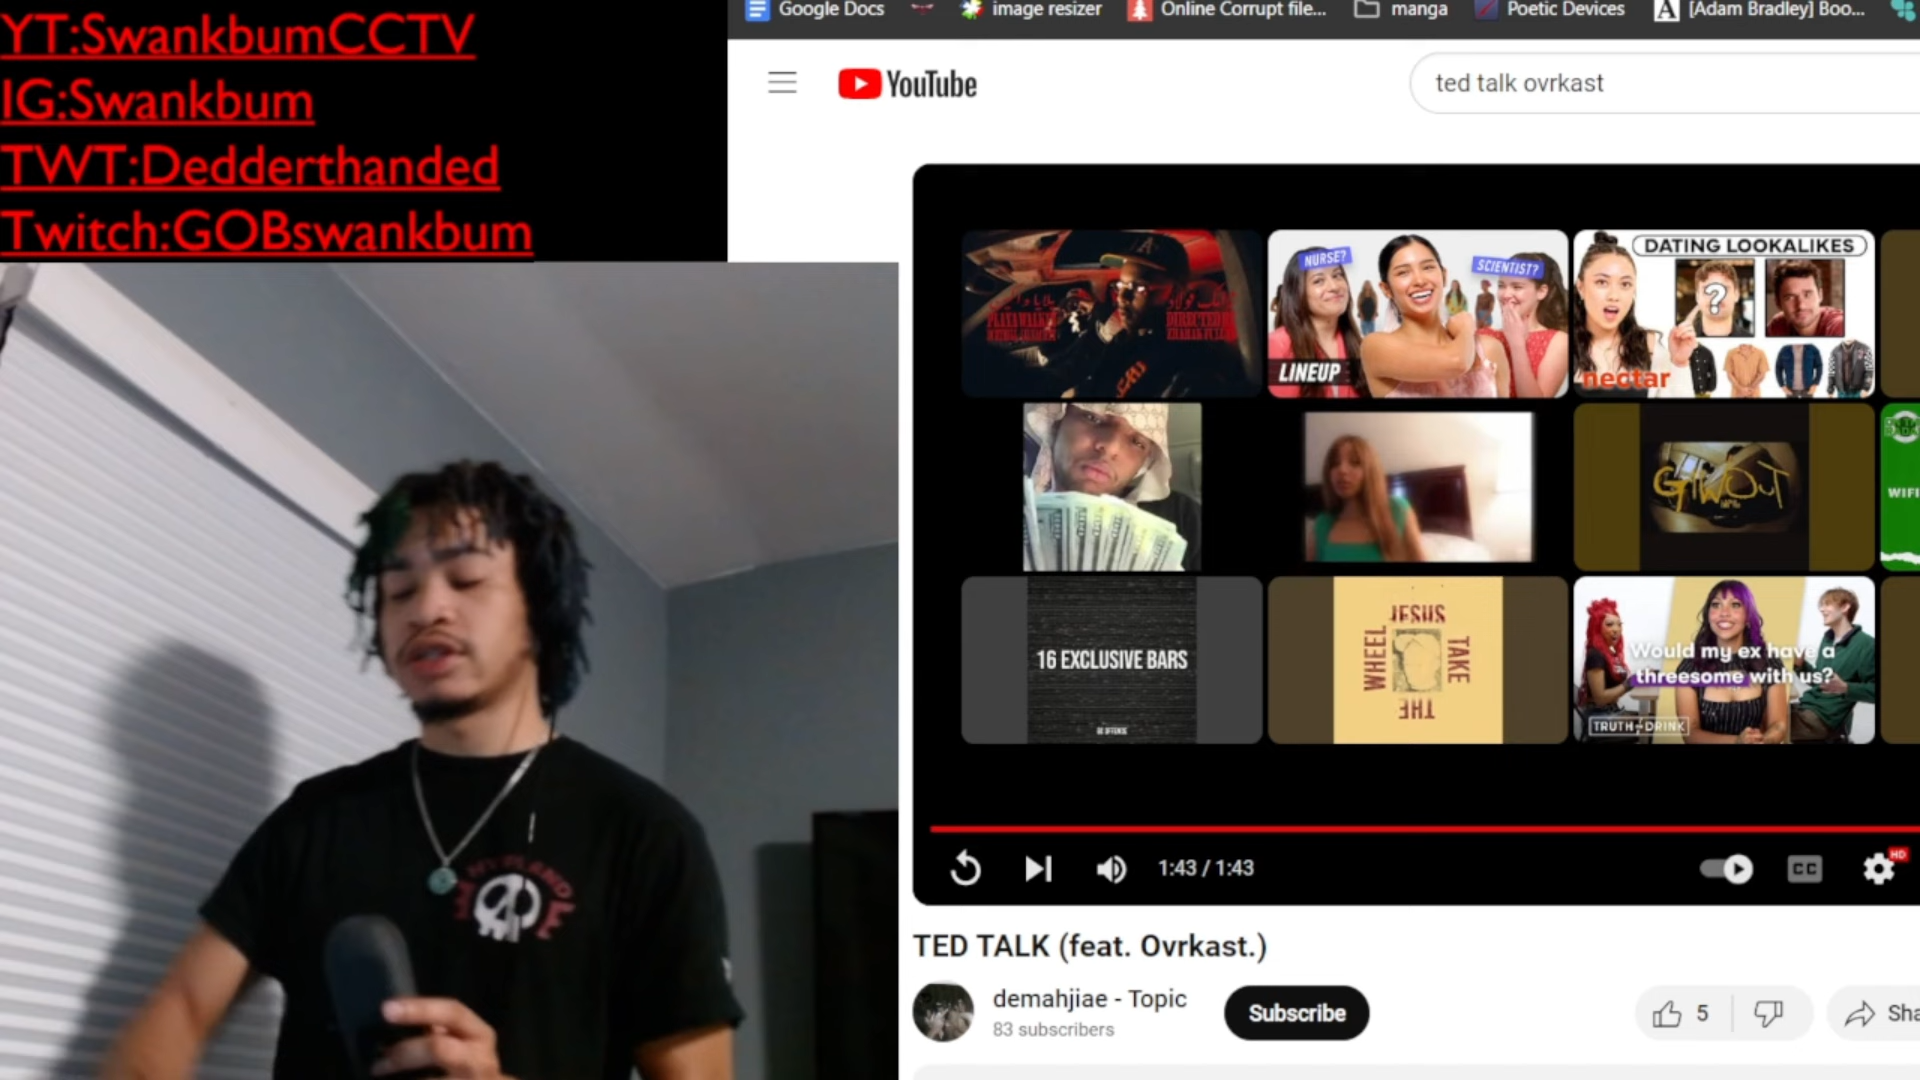 YT:SwankbumCCTV
IG:Swankbum
TWT:Dedderthanded
Twitch:GOBswankbum
Google Docs
image resizer
Online Corrupt file...
manga
Poetic Devices
A
[Adam Bradley] Boo...
YouTube
ted talk ovrkast
NURSE?
SCIENTIST?
LINEUP
DATING LOOKALIKES
?
nectar
WIFI
16 EXCLUSIVE BARS
JESUS
TAKE
THE
WHEEL
Would my ex have a
threesome with us?
TRUTH or DRINK
1:43 / 1:43
CC
HD
TED TALK (feat. Ovrkast.)
demahjiae - Topic
83 subscribers
Subscribe
5
Sha